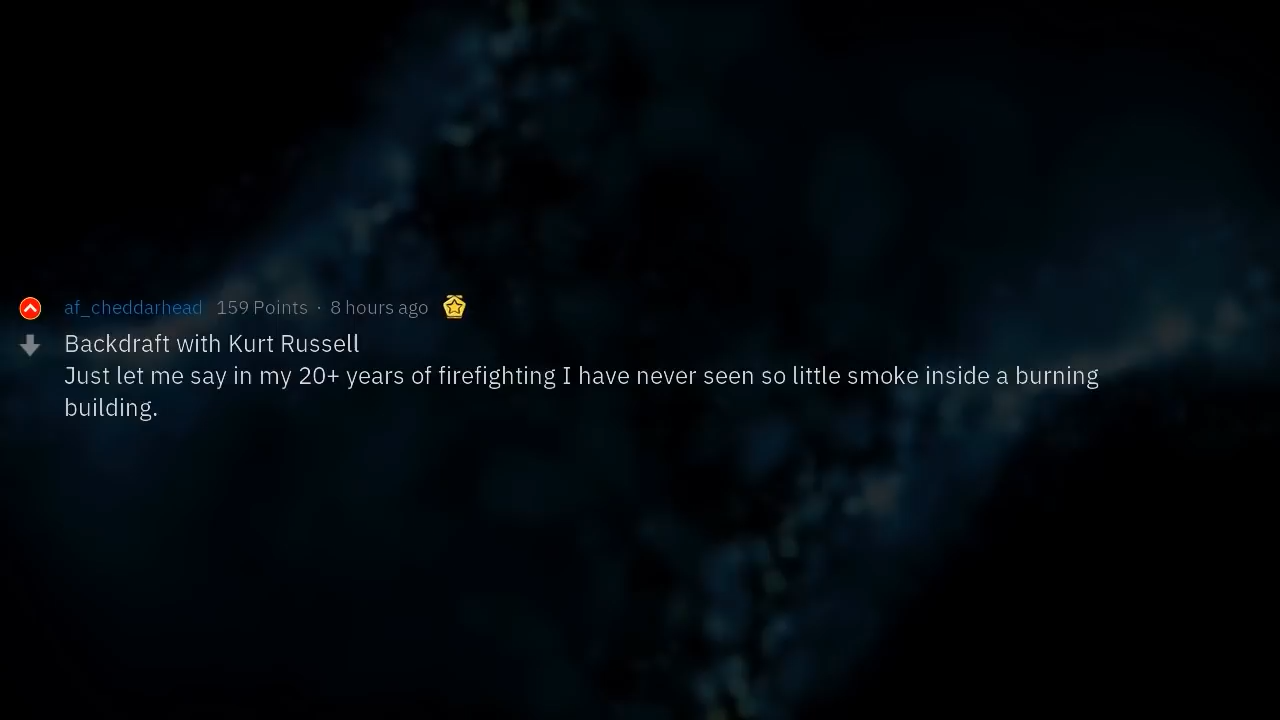 af_cheddarhead 159 Points · 8 hours ago
Backdraft with Kurt Russell
Just let me say in my 20+ years of firefighting I have never seen so little smoke inside a burning
building.